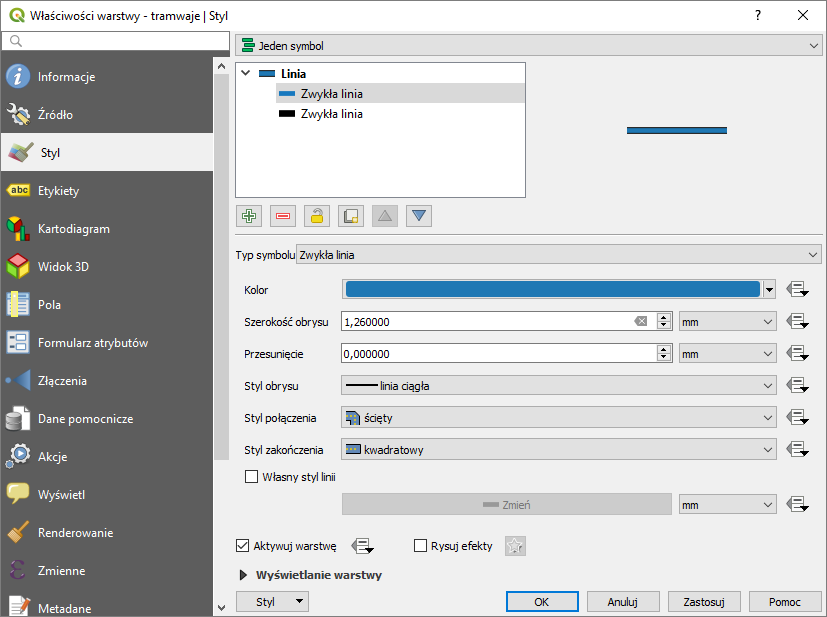 Właściwości warstwy - tramwaje | Styl
?
Informacje
Źródło
Styl
abc Etykiety
Kartodiagram
Widok 3D
Pola
Formularz atrybutów
Złączenia
Dane pomocnicze
Akcje
Wyświetl
Renderowanie
Zmienne
Metadane
Jeden symbol
Linia
Zwykła linia
Zwykła linia
Typ symbolu Zwykła linia
Kolor
Szerokość obrysu 1,260000 mm
Przesunięcie 0,000000 mm
Styl obrysu linia ciągła
Styl połączenia ścięty
Styl zakończenia kwadratowy
Własny styl linii
Zmień mm
Aktywuj warstwę Rysuj efekty
Wyświetlanie warstwy
Styl OK Anuluj Zastosuj Pomoc